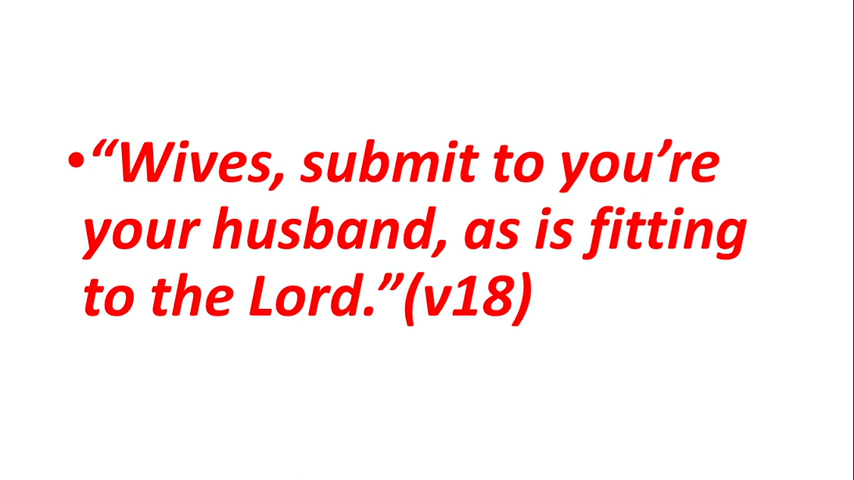 •“Wives, submit to you’re
your husband, as is fitting
to the Lord.”(v18)